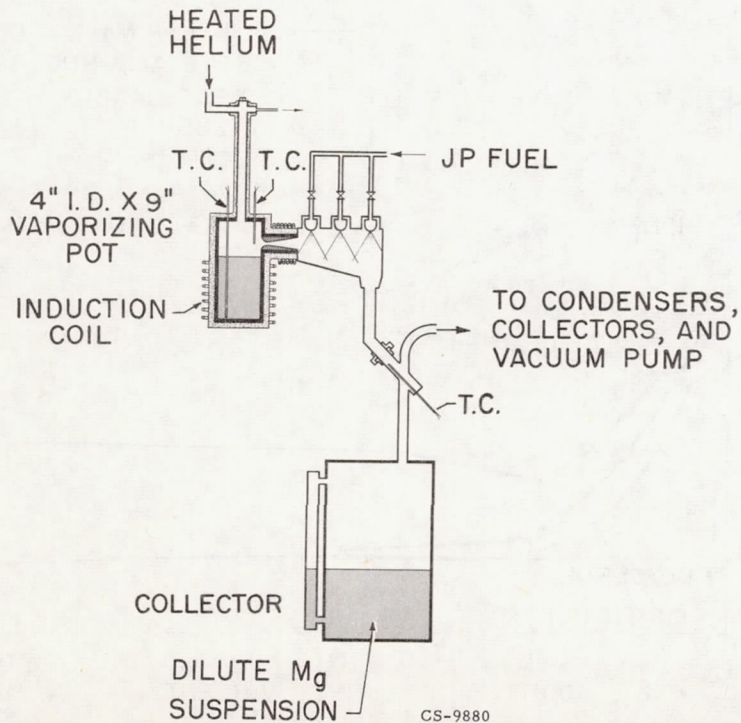 HEATED
HELIUM
T.C. T.C.
JP FUEL
4" I.D. X 9"
VAPORIZING
POT
INDUCTION
COIL
TO CONDENSERS,
COLLECTORS, AND
VACUUM PUMP
T.C.
COLLECTOR
DILUTE Mg
SUSPENSION
CS-9880